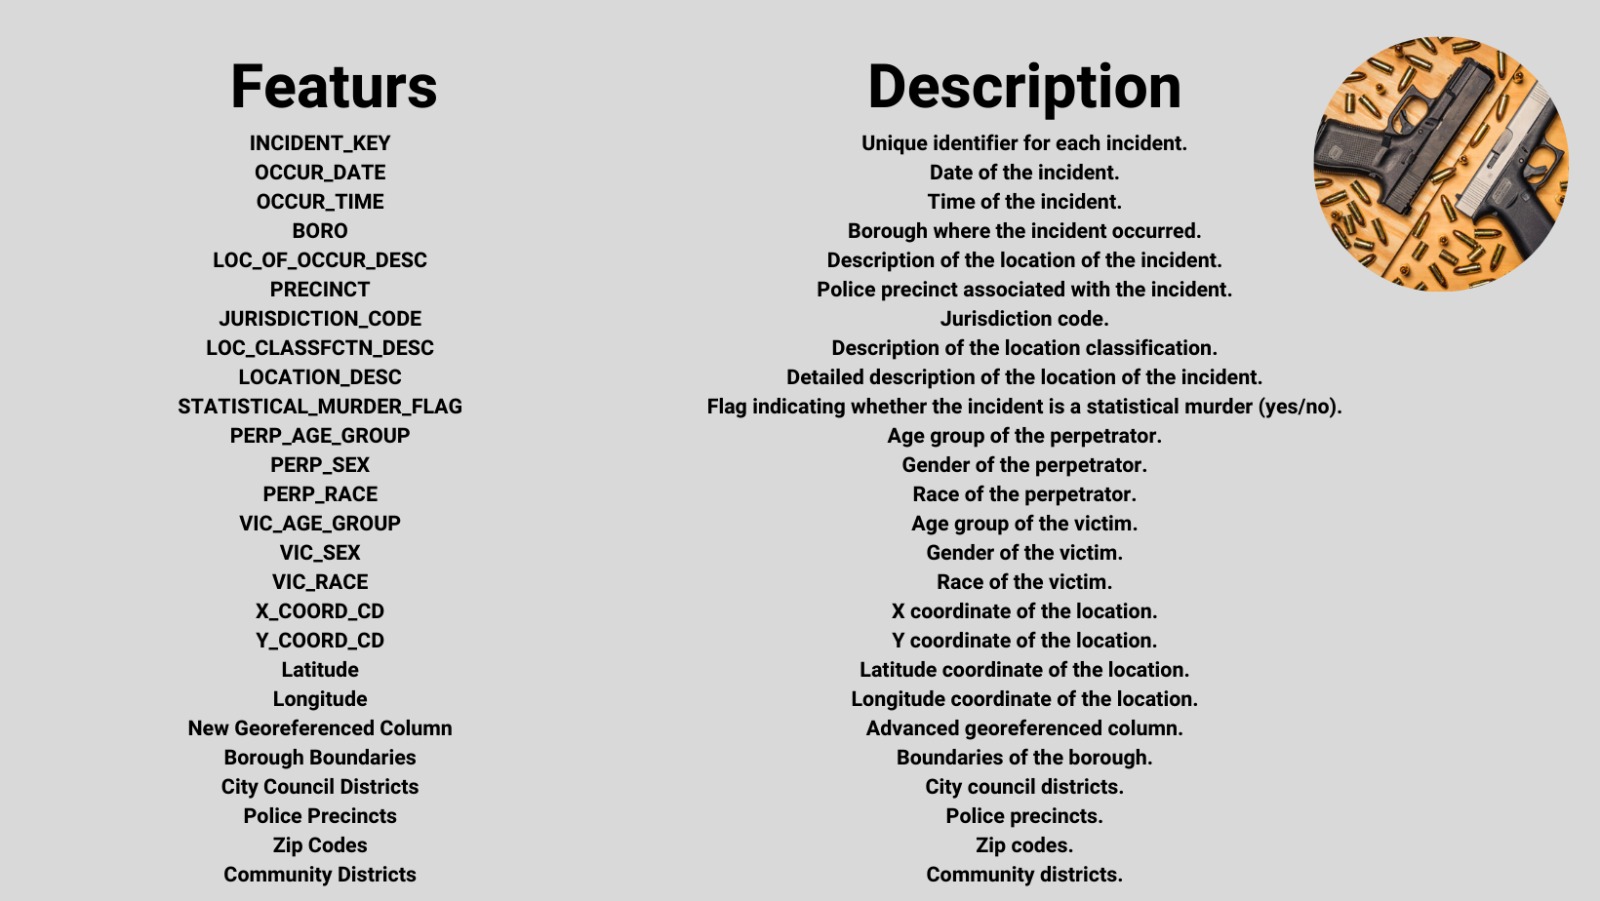 Featurs Description
INCIDENT_KEY Unique identifier for each incident.
OCCUR_DATE Date of the incident.
OCCUR_TIME Time of the incident.
BORO Borough where the incident occurred.
LOC_OF_OCCUR_DESC Description of the location of the incident.
PRECINCT Police precinct associated with the incident.
JURISDICTION_CODE Jurisdiction code.
LOC_CLASSFCTN_DESC Description of the location classification.
LOCATION_DESC Detailed description of the location of the incident.
STATISTICAL_MURDER_FLAG Flag indicating whether the incident is a statistical murder (yes/no).
PERP_AGE_GROUP Age group of the perpetrator.
PERP_SEX Gender of the perpetrator.
PERP_RACE Race of the perpetrator.
VIC_AGE_GROUP Age group of the victim.
VIC_SEX Gender of the victim.
VIC_RACE Race of the victim.
X_COORD_CD X coordinate of the location.
Y_COORD_CD Y coordinate of the location.
Latitude Latitude coordinate of the location.
Longitude Longitude coordinate of the location.
New Georeferenced Column Advanced georeferenced column.
Borough Boundaries Boundaries of the borough.
City Council Districts City council districts.
Police Precincts Police precincts.
Zip Codes Zip codes.
Community Districts Community districts.